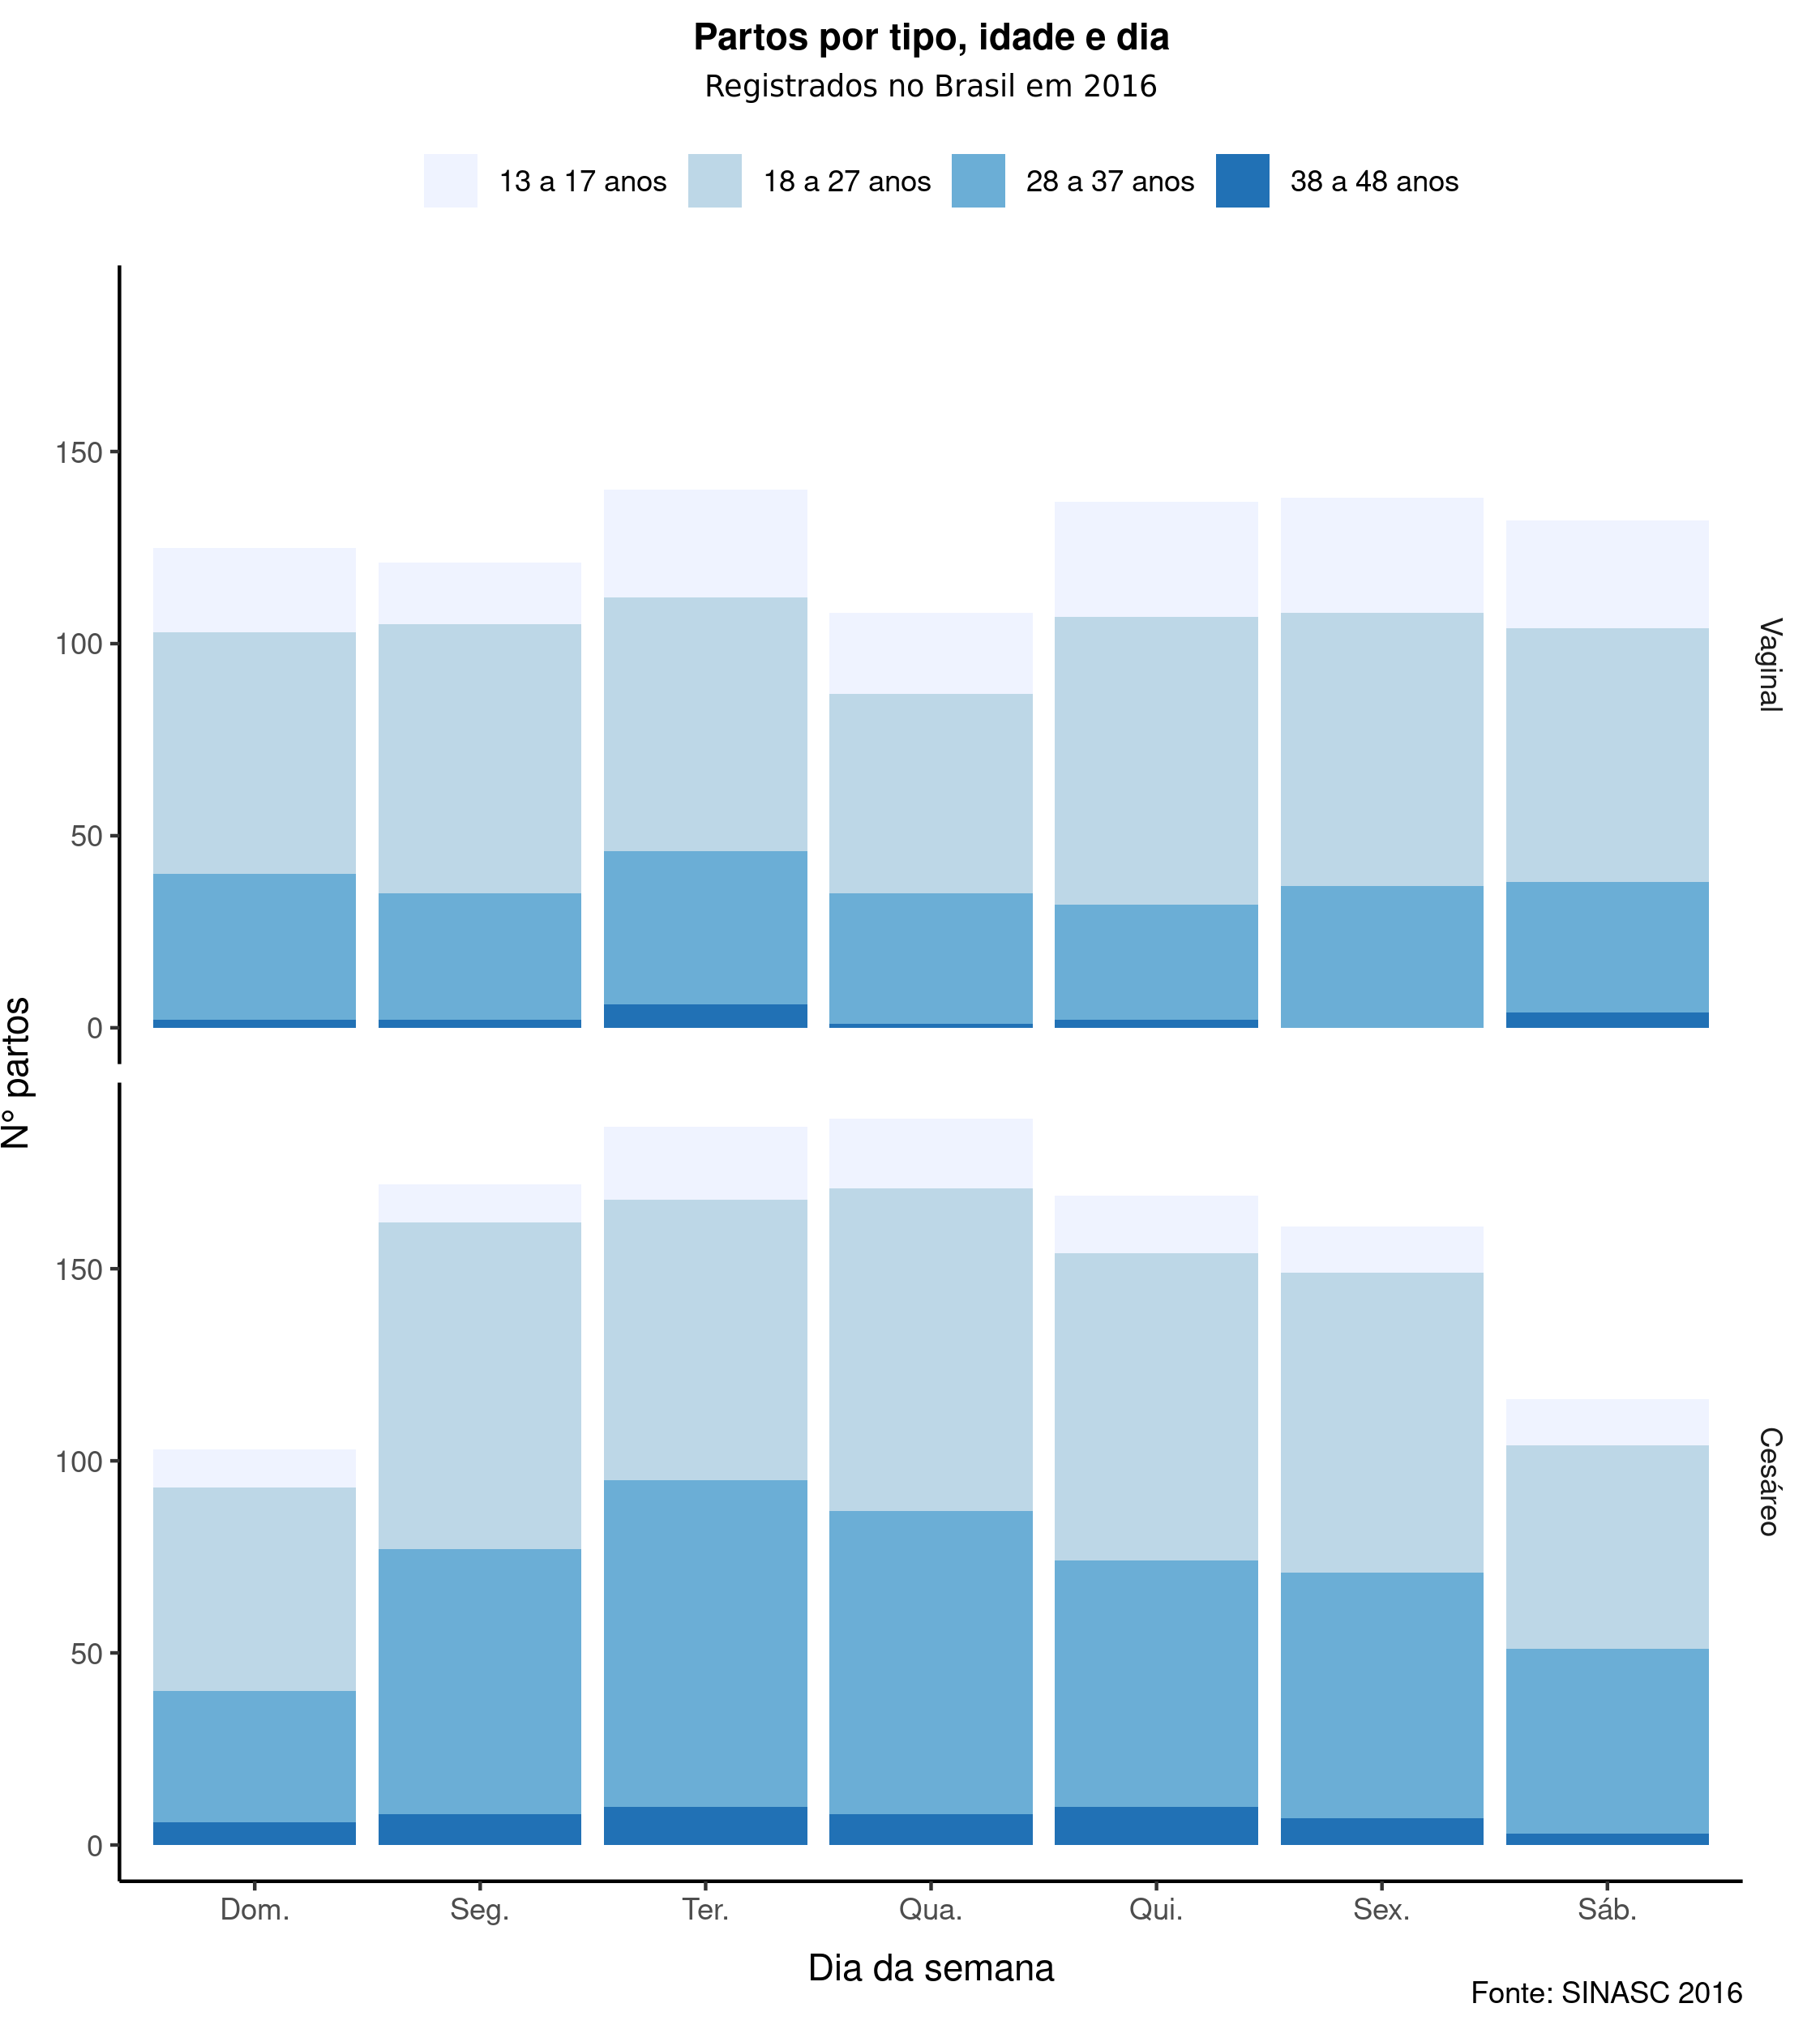 Partos por tipo, idade e dia
Registrados no Brasil em 2016
13 a 17 anos 18 a 27 anos 28 a 37 anos 38 a 48 anos
150
100
50
0
Vaginal
N° partos
150
100
50
0
Cesáreo
Dom. Seg. Ter. Qua. Qui. Sex. Sáb.
Dia da semana
Fonte: SINASC 2016